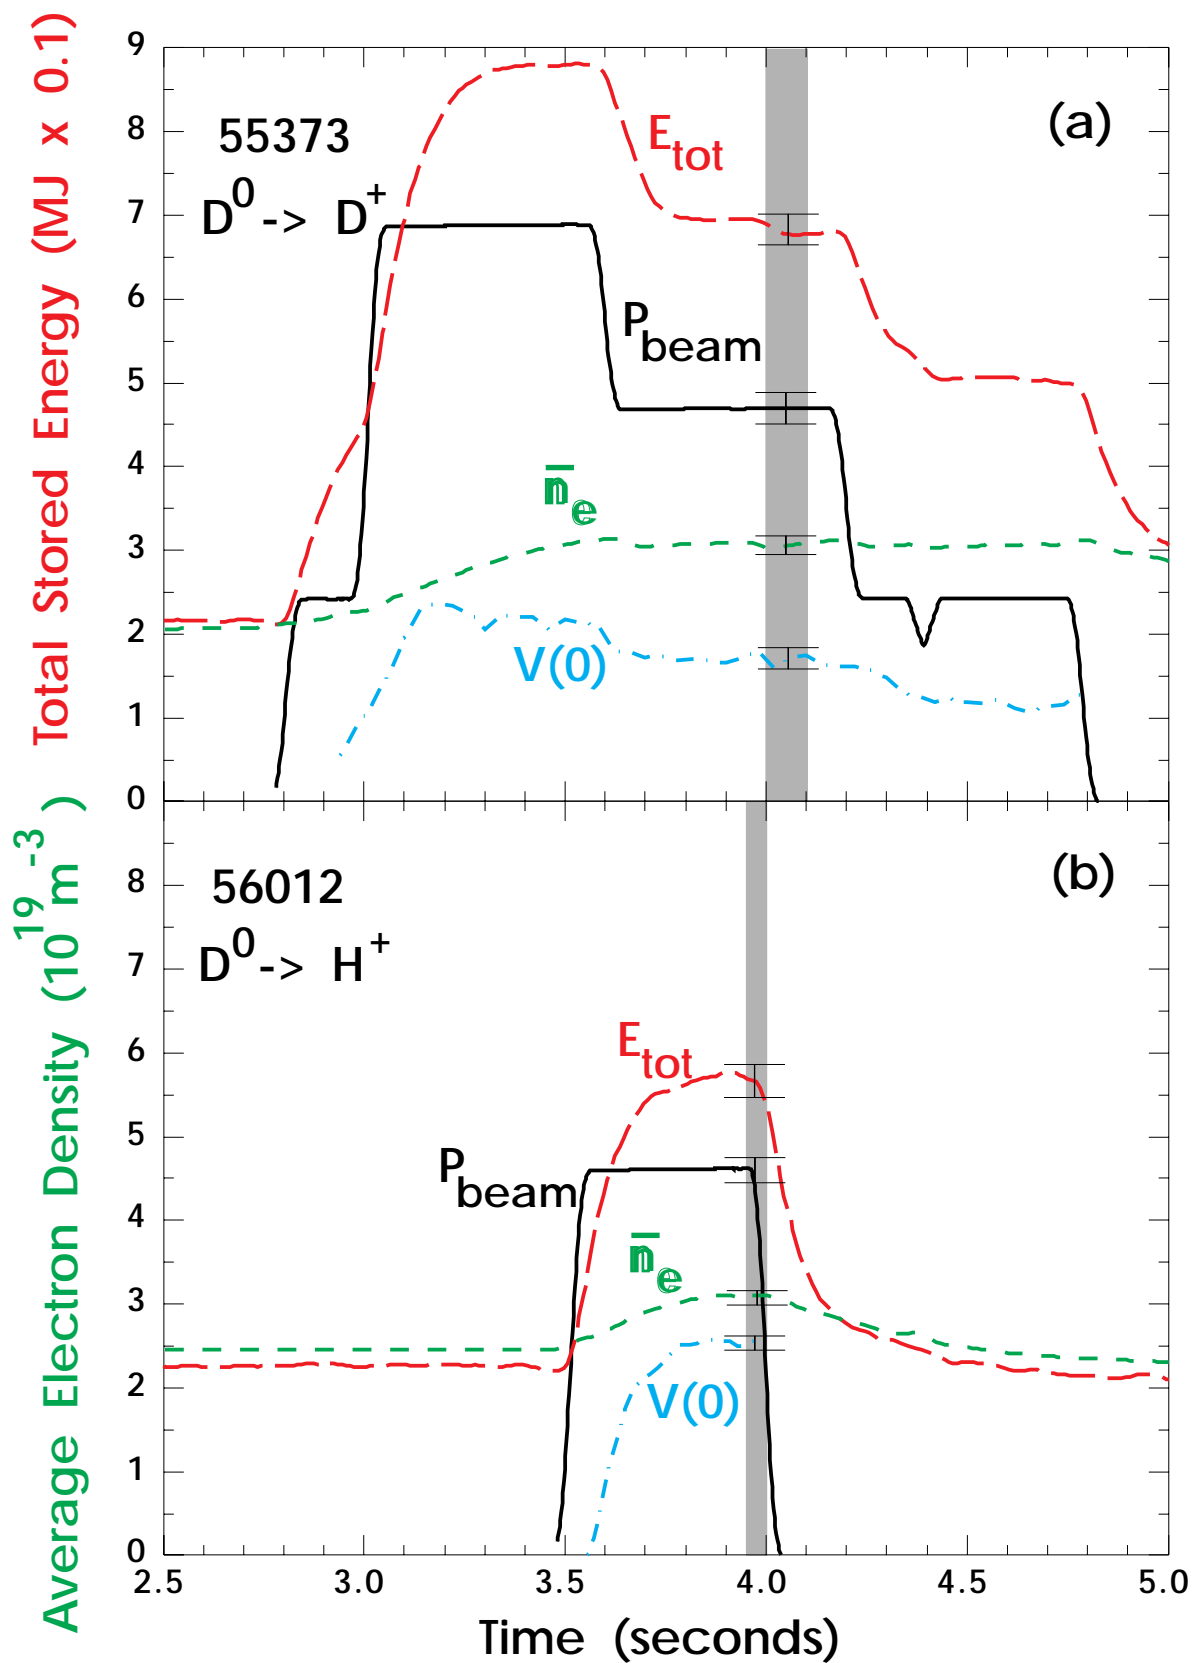 Total Stored Energy (MJ x 0.1)
Average Electron Density (10^19 m^-3)
9
8
7
6
5
4
3
2
1
0
(a)
55373
D^0 -> D^+
E_tot
P_beam
n̄_e
V(0)
8
7
6
5
4
3
2
1
0
(b)
56012
D^0 -> H^+
E_tot
P_beam
n̄_e
V(0)
2.5 3.0 3.5 4.0 4.5 5.0
Time (seconds)